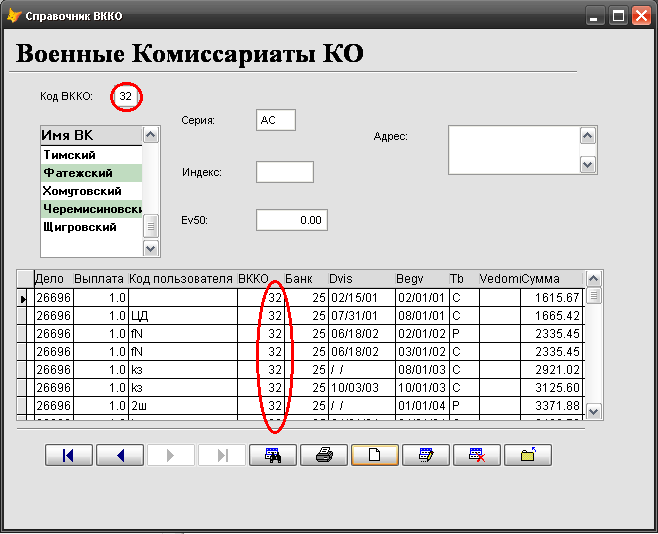 Справочник ВККО
Военные Комиссариаты КО
Код ВККО: 32
Серия: АС
Адрес:
Имя ВК
Тимский
Фатежский
Хомутовский
Черемисиновски
Щигровский
Индекс:
Ev50: 0.00
Дело Выплата Код пользователя ВККО Банк Dvis Begv Tb Vedomi Сумма
26696 1.0 32 25 02/15/01 02/01/01 С 1615.67
26696 1.0 ЦД 32 25 07/31/01 08/01/01 С 1665.42
26696 1.0 fN 32 25 06/18/02 02/01/02 Р 2335.45
26696 1.0 fN 32 25 06/18/02 03/01/02 С 2335.45
26696 1.0 кз 32 25 / / 08/01/03 С 2921.02
26696 1.0 кз 32 25 10/03/03 10/01/03 С 3125.60
26696 1.0 2ш 32 25 / / 01/01/04 Р 3371.88